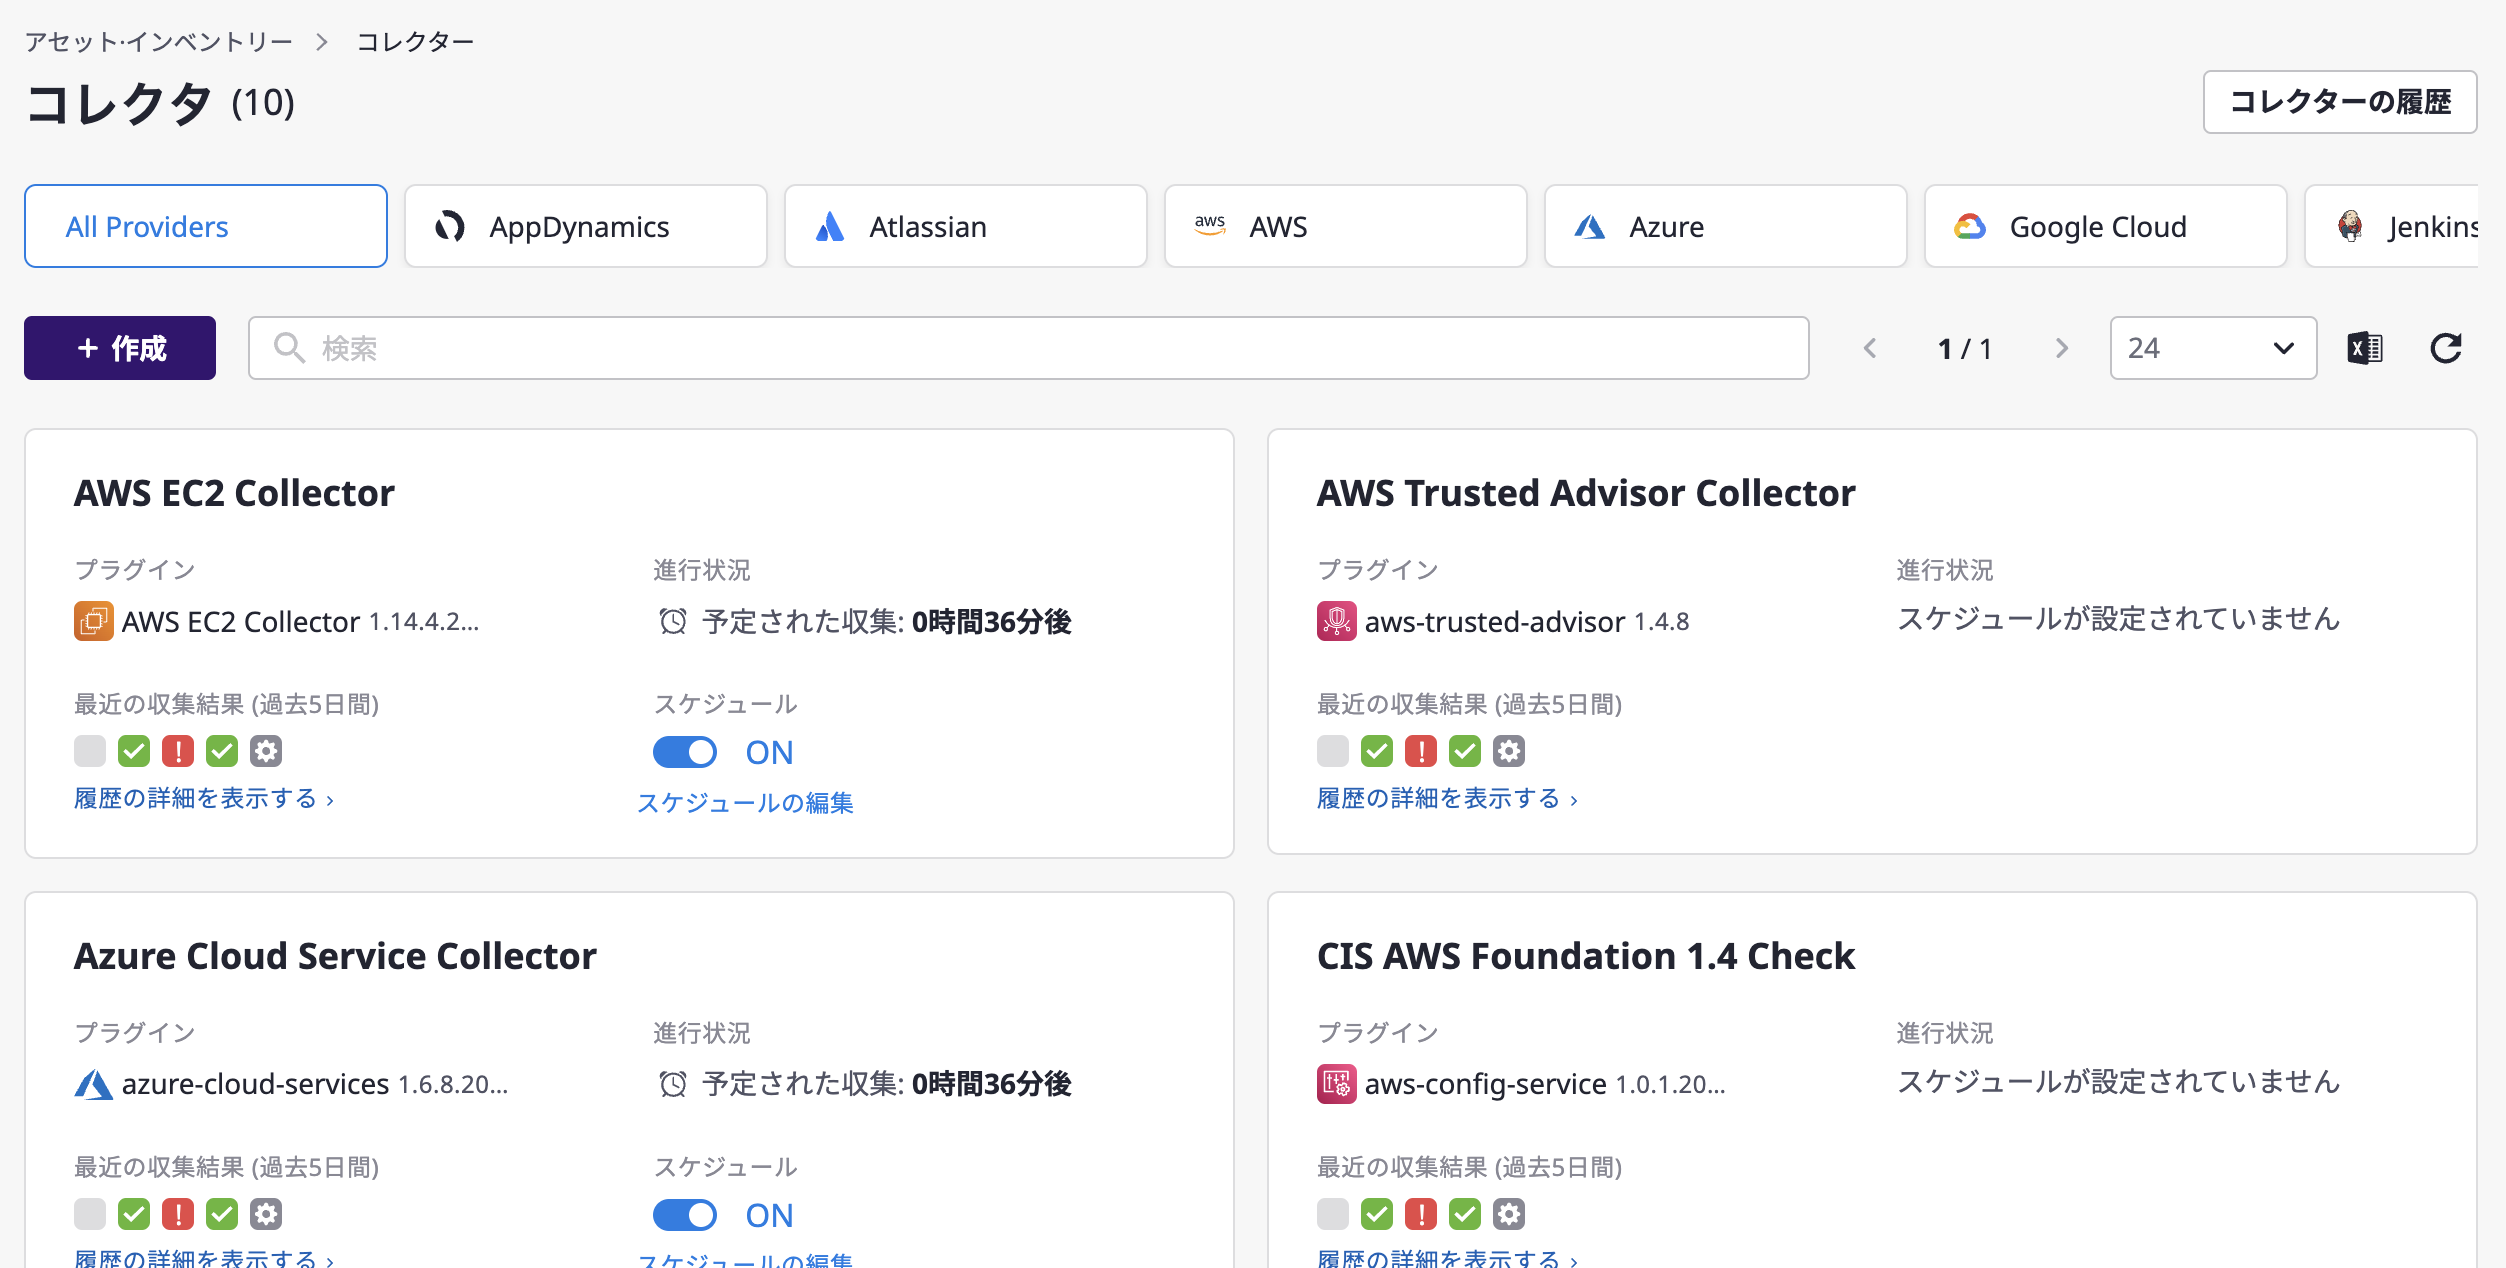 アセット·インベントリー > コレクター
コレクタ (10)
コレクターの履歴
All Providers
AppDynamics
Atlassian
aws AWS
Azure
Google Cloud
Jenkins
+ 作成
検索
1 / 1
24
AWS EC2 Collector
プラグイン
AWS EC2 Collector 1.14.4.2...
進行状況
予定された収集: 0時間36分後
最近の収集結果 (過去5日間)
履歴の詳細を表示する ›
スケジュール
ON
スケジュールの編集
AWS Trusted Advisor Collector
プラグイン
aws-trusted-advisor 1.4.8
進行状況
スケジュールが設定されていません
最近の収集結果 (過去5日間)
履歴の詳細を表示する ›
Azure Cloud Service Collector
プラグイン
azure-cloud-services 1.6.8.20...
進行状況
予定された収集: 0時間36分後
最近の収集結果 (過去5日間)
履歴の詳細を表示する ›
スケジュール
ON
スケジュールの編集
CIS AWS Foundation 1.4 Check
プラグイン
aws-config-service 1.0.1.20...
進行状況
スケジュールが設定されていません
最近の収集結果 (過去5日間)
履歴の詳細を表示する ›